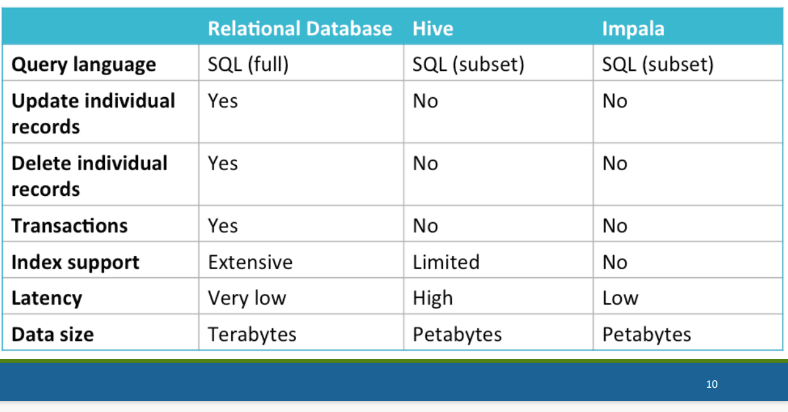 Relational Database Hive Impala
Query language SQL (full) SQL (subset) SQL (subset)
Update individual Yes No No
records
Delete individual Yes No No
records
Transactions Yes No No
Index support Extensive Limited No
Latency Very low High Low
Data size Terabytes Petabytes Petabytes
10